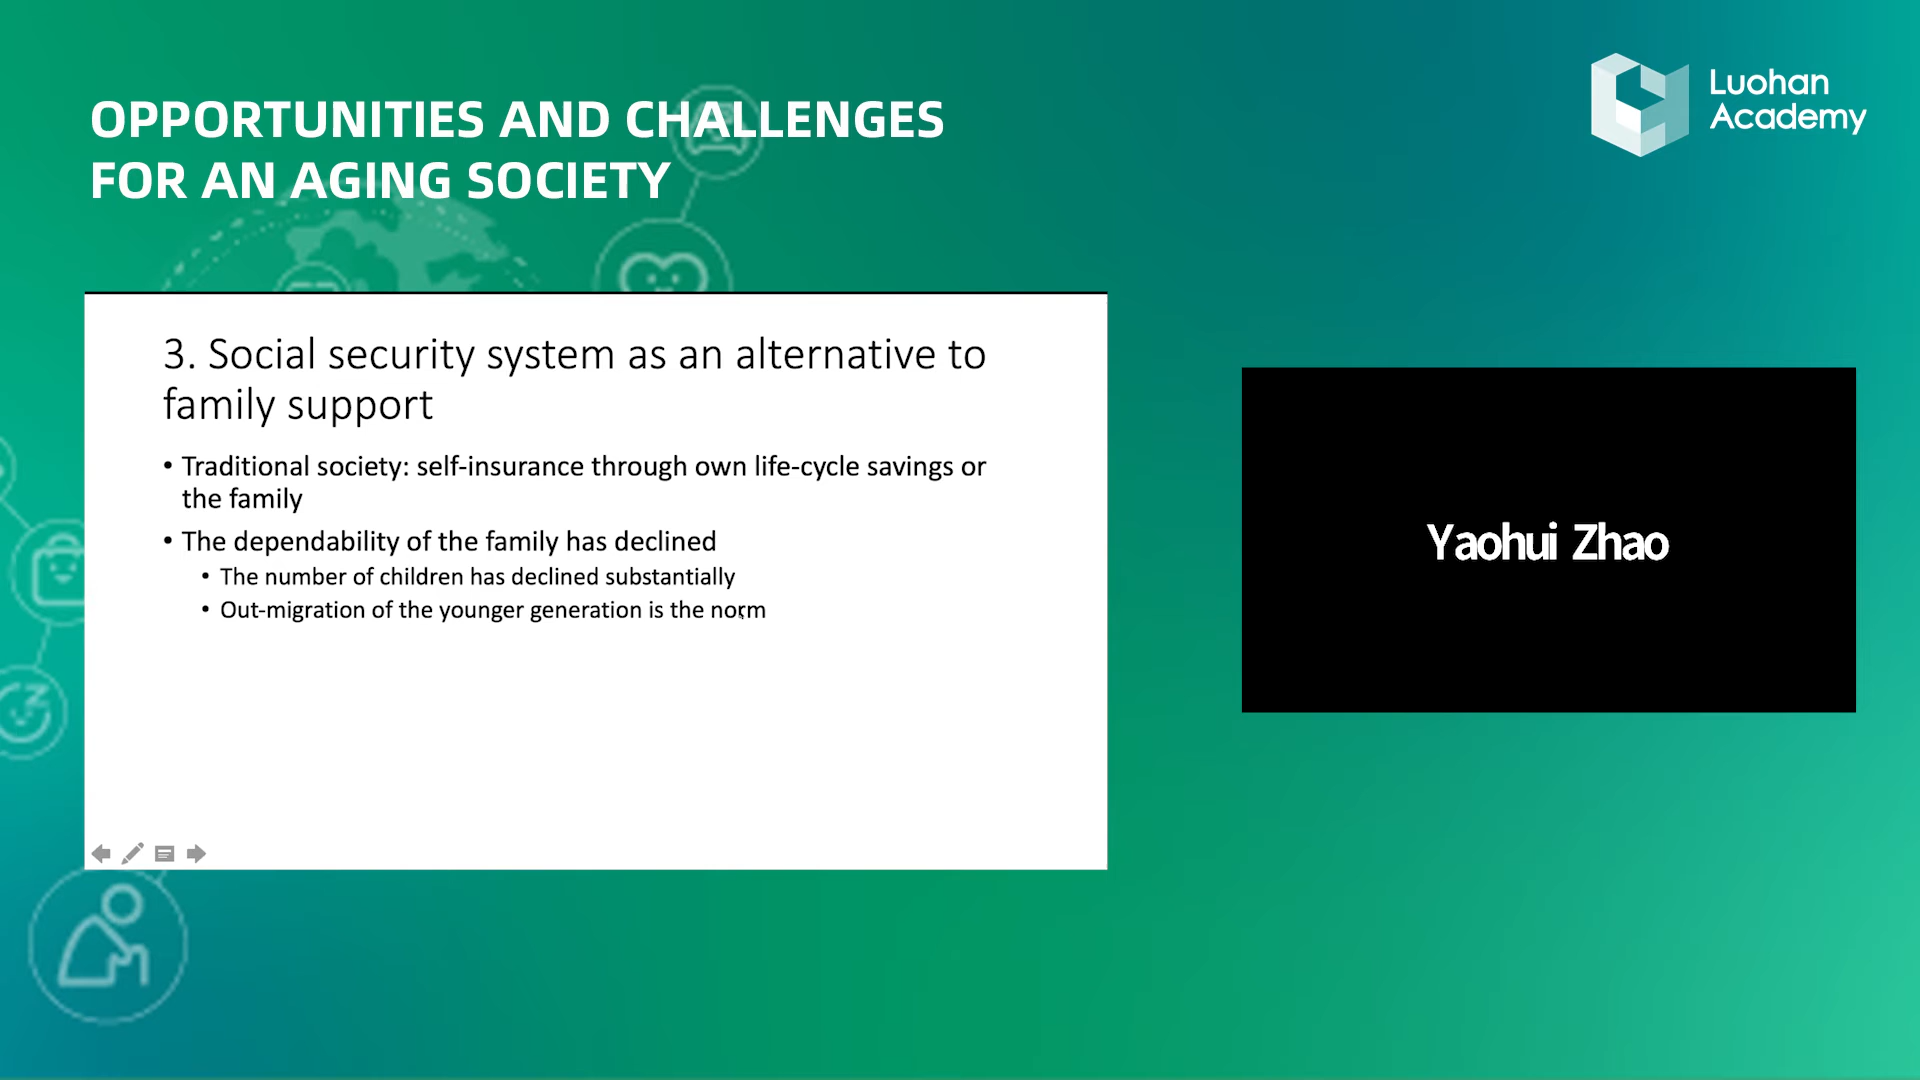 OPPORTUNITIES AND CHALLENGES
FOR AN AGING SOCIETY
Luohan
Academy
3. Social security system as an alternative to
family support
• Traditional society: self-insurance through own life-cycle savings or
the family
• The dependability of the family has declined
• The number of children has declined substantially
• Out-migration of the younger generation is the norm
Yaohui Zhao